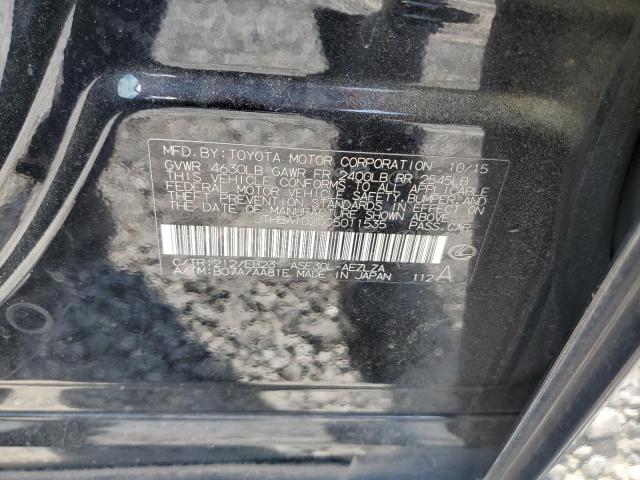 MFD.BY:TOYOTA MOTOR CORPORATION 10/15
GVWR 4630LB GAWR FR 2400LB RR 2645LB
THIS VEHICLE CONFORMS TO ALL APPLICABLE
FEDERAL MOTOR VEHICLE SAFETY,BUMPER,AND
THEFT PREVENTION STANDARDS IN EFFECT ON
THE DATE OF MANUFACTURE SHOWN ABOVE.
PASS.CAR
C/TR:212/EB23 ASE30L-AEZLZA
A/TM:B07A/AA81E MADE IN JAPAN 112 A